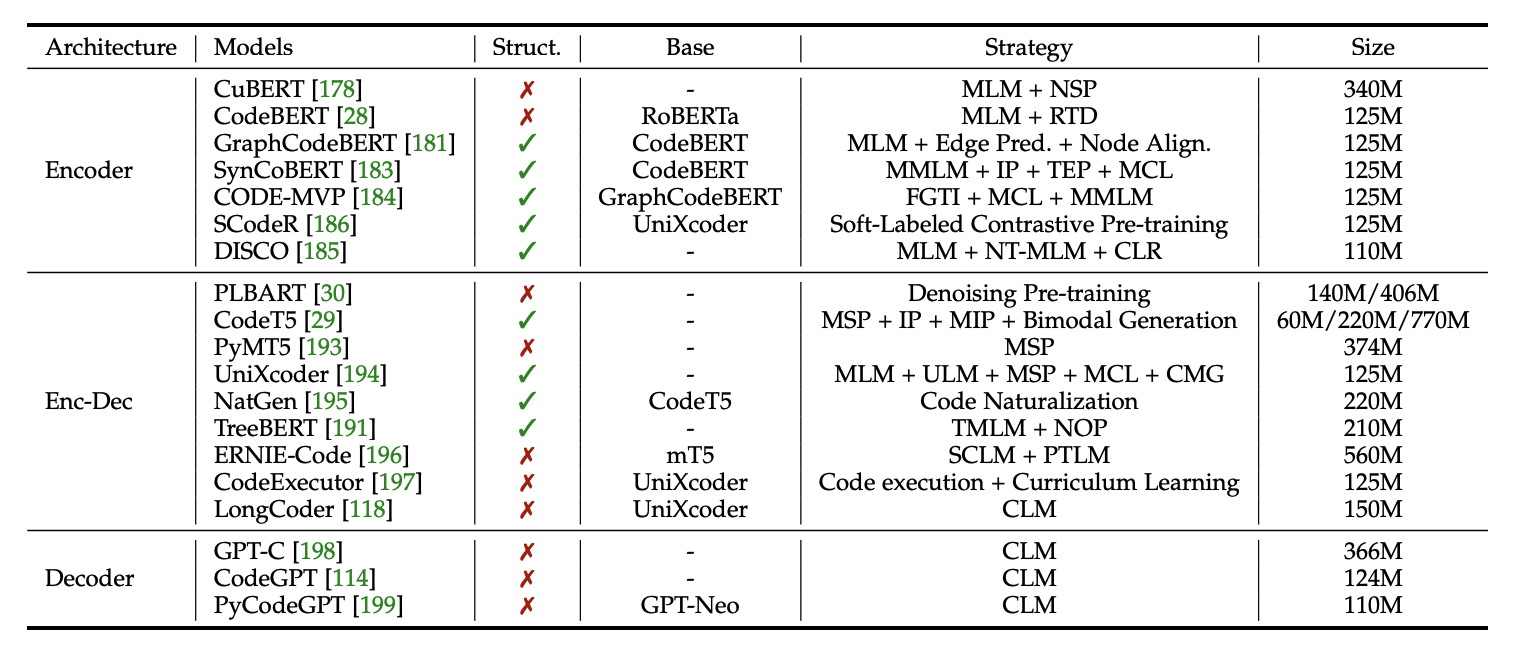 Architecture Models Struct. Base Strategy Size
CuBERT [178] ✗ - MLM + NSP 340M
CodeBERT [28] ✗ RoBERTa MLM + RTD 125M
GraphCodeBERT [181] ✓ CodeBERT MLM + Edge Pred. + Node Align. 125M
Encoder SynCoBERT [183] ✓ CodeBERT MMLM + IP + TEP + MCL 125M
CODE-MVP [184] ✓ GraphCodeBERT FGTI + MCL + MMLM 125M
SCodeR [186] ✓ UniXcoder Soft-Labeled Contrastive Pre-training 125M
DISCO [185] ✓ - MLM + NT-MLM + CLR 110M
PLBART [30] ✗ - Denoising Pre-training 140M/406M
CodeT5 [29] ✓ - MSP + IP + MIP + Bimodal Generation 60M/220M/770M
PyMT5 [193] ✗ - MSP 374M
UniXcoder [194] ✓ - MLM + ULM + MSP + MCL + CMG 125M
Enc-Dec NatGen [195] ✓ CodeT5 Code Naturalization 220M
TreeBERT [191] ✓ - TMLM + NOP 210M
ERNIE-Code [196] ✗ mT5 SCLM + PTLM 560M
CodeExecutor [197] ✗ UniXcoder Code execution + Curriculum Learning 125M
LongCoder [118] ✗ UniXcoder CLM 150M
GPT-C [198] ✗ - CLM 366M
Decoder CodeGPT [114] ✗ - CLM 124M
PyCodeGPT [199] ✗ GPT-Neo CLM 110M